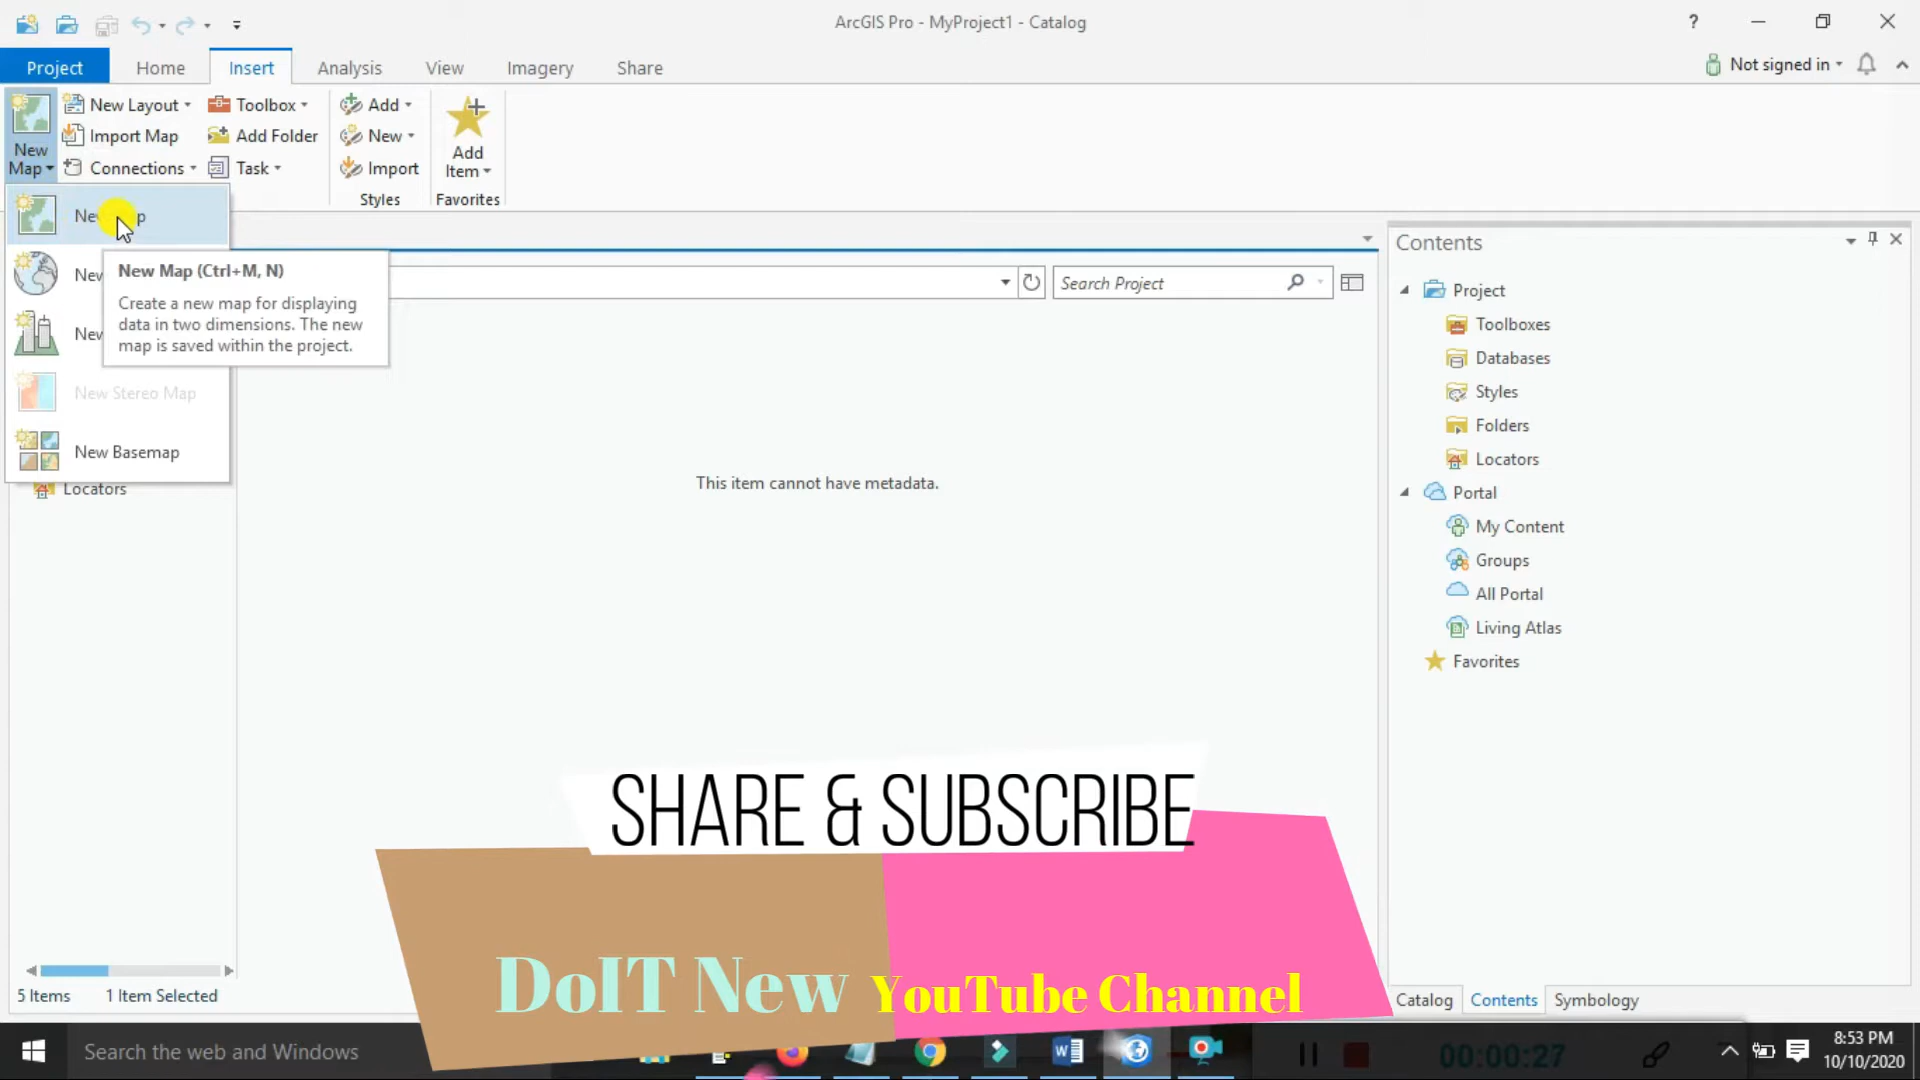 ArcGIS Pro - MyProject1 - Catalog
?
Project Home Insert Analysis View Imagery Share
Not signed in
New Map
New Layout
Import Map
Connections
Toolbox
Add Folder
Task
Add
New
Import
Styles
Add Item
Favorites
New Map (Ctrl+M, N)
Create a new map for displaying
data in two dimensions. The new
map is saved within the project.
New
New
New Stereo Map
New Basemap
Locators
Search Project
This item cannot have metadata.
Contents
Project
Toolboxes
Databases
Styles
Folders
Locators
Portal
My Content
Groups
All Portal
Living Atlas
Favorites
SHARE & SUBSCRIBE
DoIT New YouTube Channel
5 Items 1 Item Selected
Catalog Contents Symbology
Search the web and Windows
00:00:27
8:53 PM
10/10/2020